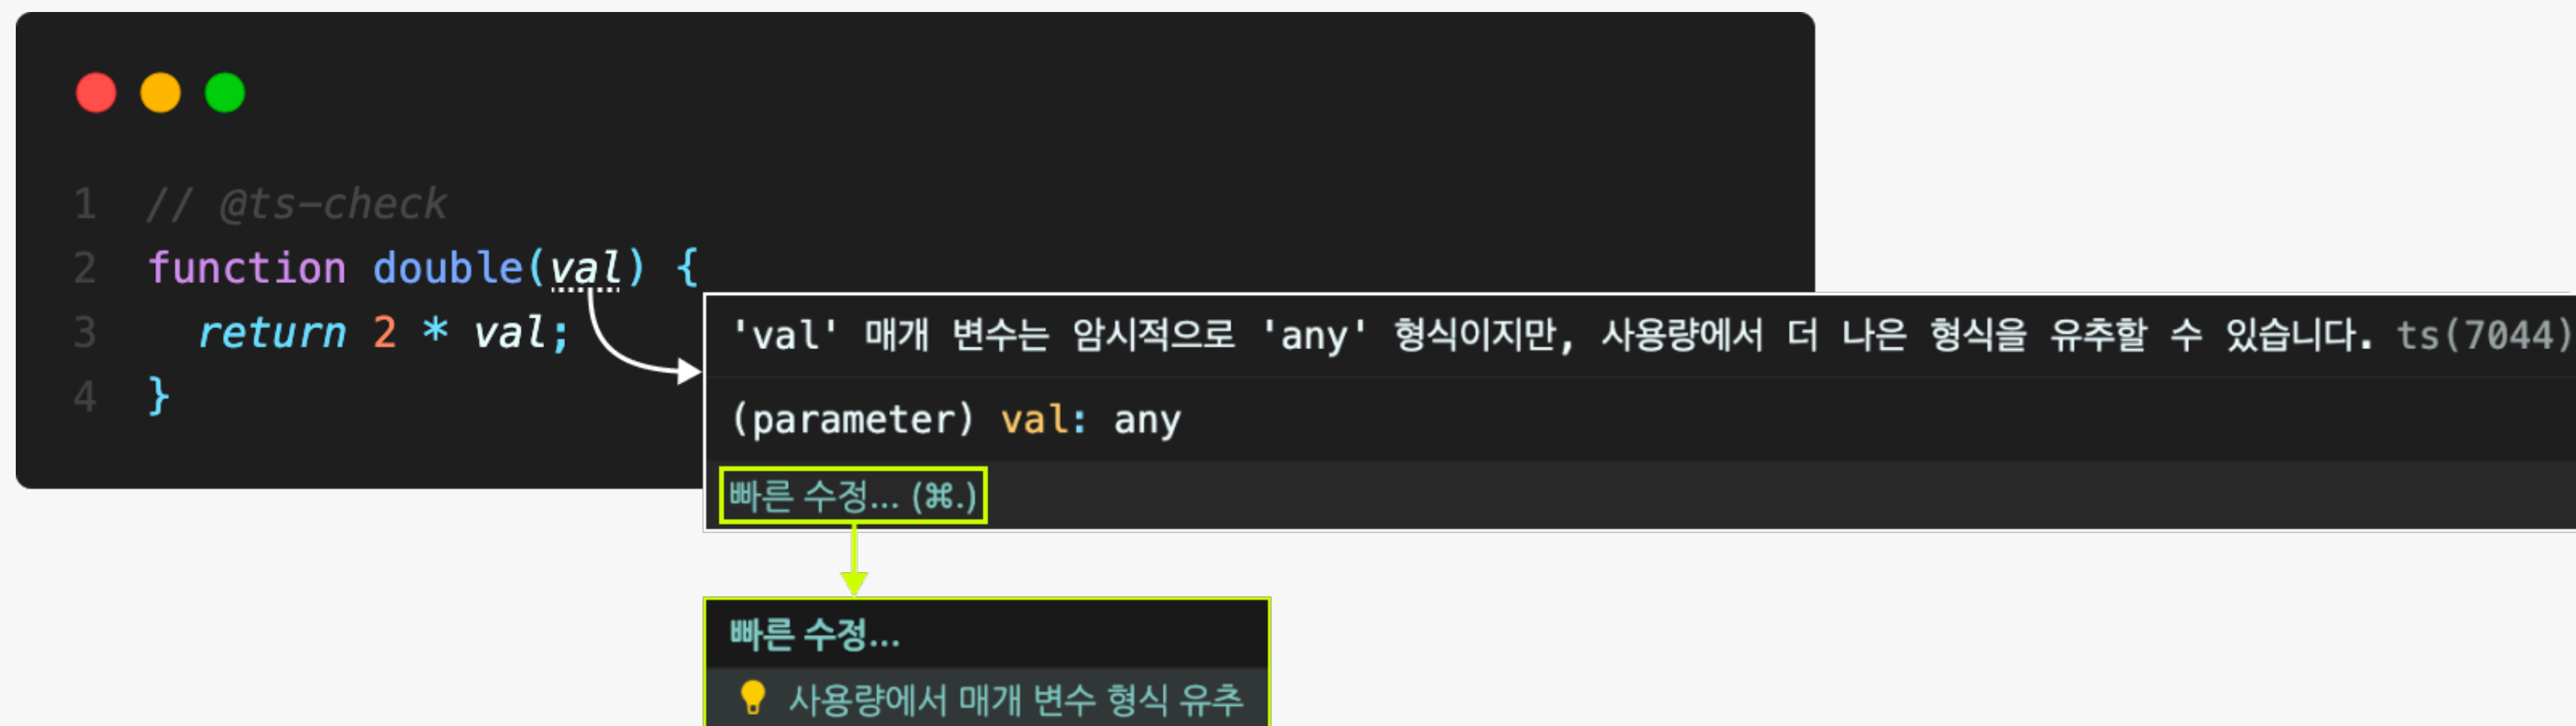 1 // @ts-check
2 function double(val) {
3 return 2 * val;
4 }
'val' 매개 변수는 암시적으로 'any' 형식이지만, 사용량에서 더 나은 형식을 유추할 수 있습니다. ts(7044)
(parameter) val: any
빠른 수정... (⌘.)
빠른 수정...
사용량에서 매개 변수 형식 유추